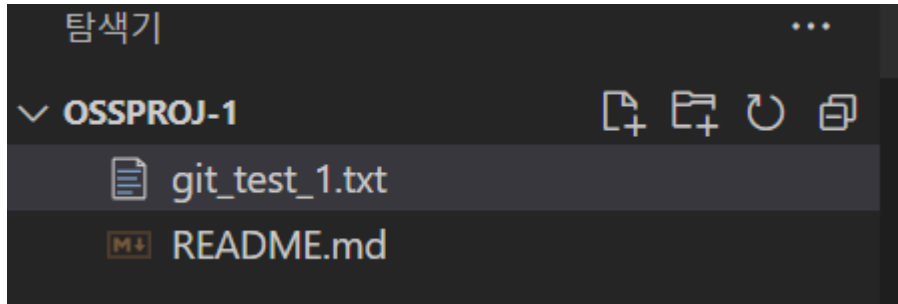 탐색기
OSSPROJ-1
git_test_1.txt
M↓ README.md